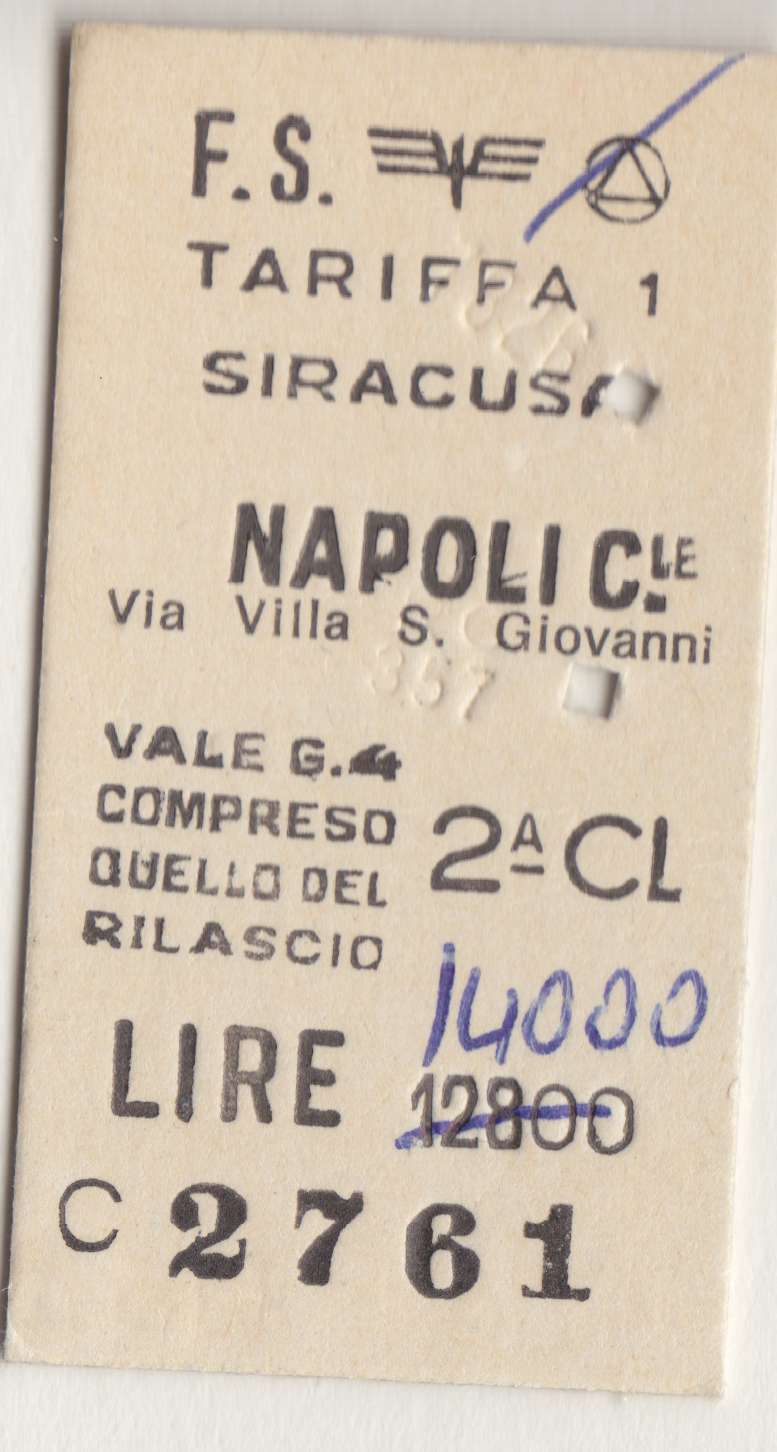 F.S.
TARIFFA 1
SIRACUSA
NAPOLI C.LE
Via Villa S. Giovanni
357
VALE G.4
COMPRESO
QUELLO DEL
RILASCIO
2A CL
14000
LIRE 12800
C 2761